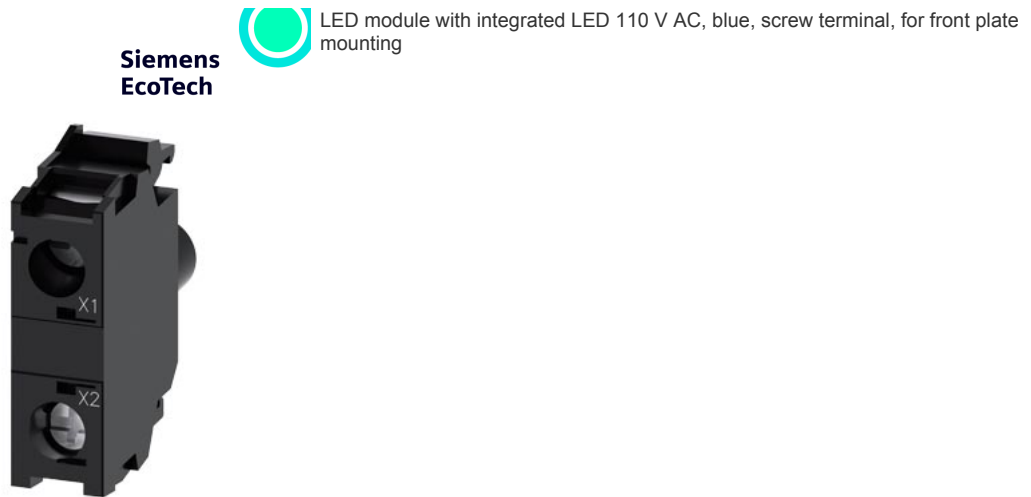 LED module with integrated LED 110 V AC, blue, screw terminal, for front plate
mounting
Siemens
EcoTech
X1
X2